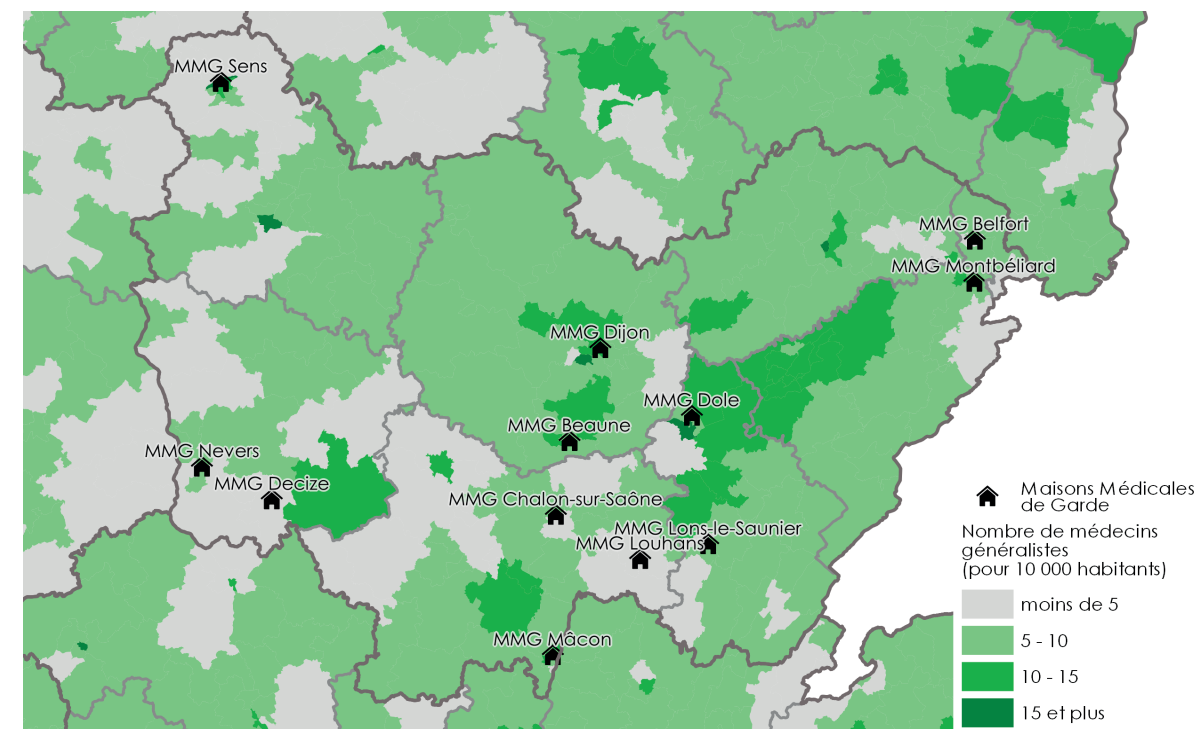 MMG Sens
MMG Belfort
MMG Montbéliard
MMG Dijon
MMG Dole
MMG Beaune
MMG Nevers
MMG Decize
MMG Chalon-sur-Saône
MMG Lons-le-Saunier
MMG Louhans
MMG Mâcon
Maisons Médicales
de Garde
Nombre de médecins
généralistes
(pour 10 000 habitants)
moins de 5
5 - 10
10 - 15
15 et plus